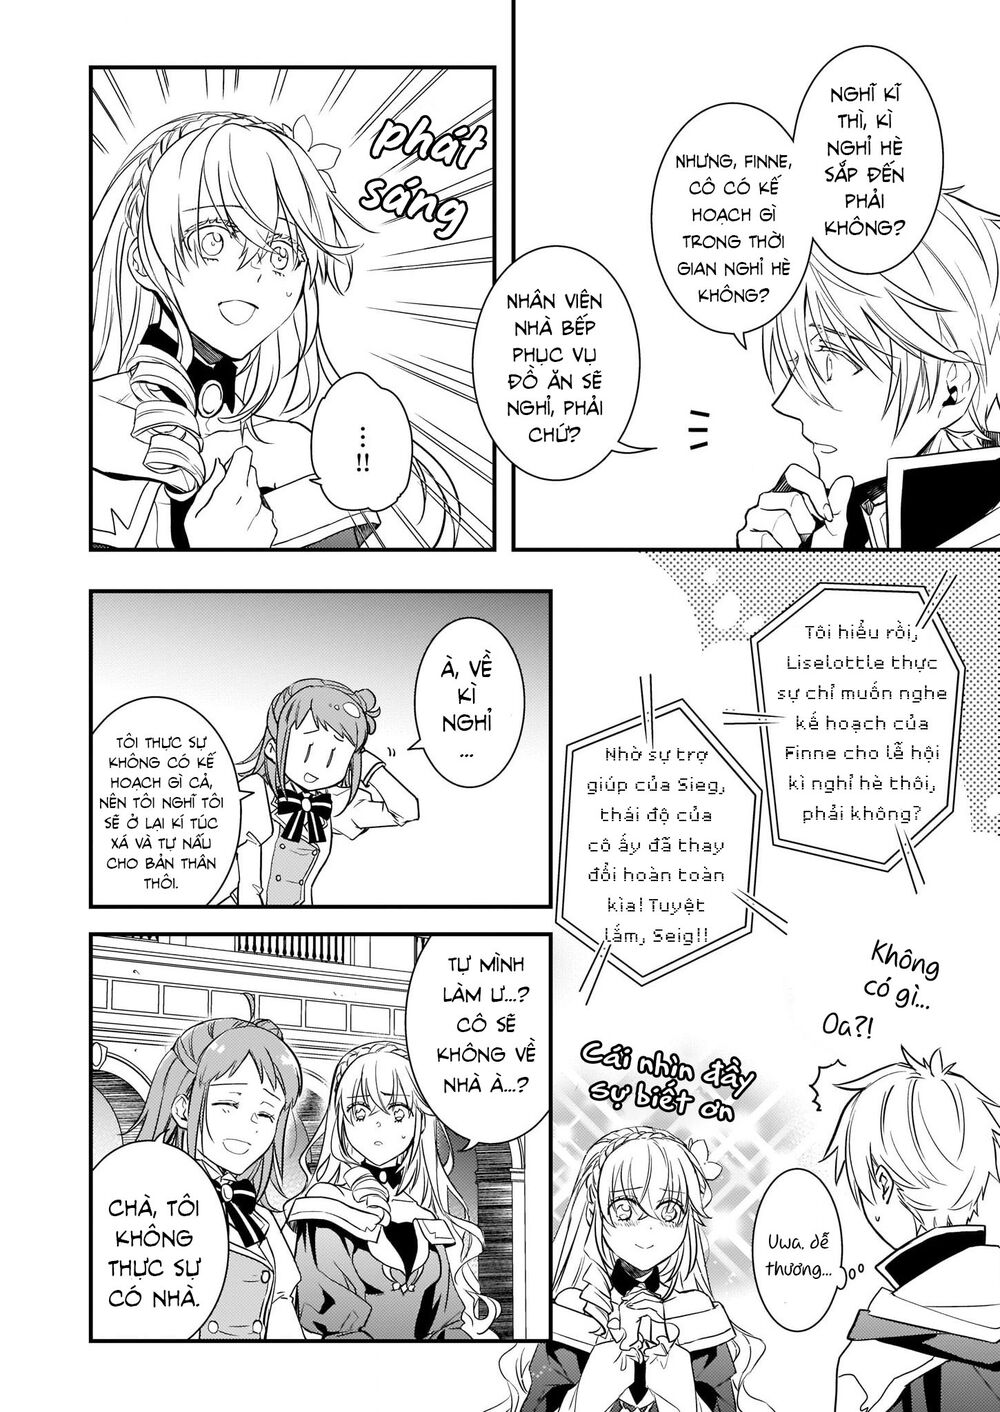 NGHĨ KĨ
THÌ, KÌ
NGHỈ HÈ
SẮP ĐẾN
PHẢI
KHÔNG?
NHƯNG, FINNE,
CÔ CÓ KẾ
HOẠCH GÌ
TRONG THỜI
GIAN NGHỈ HÈ
KHÔNG?
NHÂN VIÊN
NHÀ BẾP
PHỤC VỤ
ĐỒ ĂN SẼ
NGHỈ, PHẢI
CHỨ?
phát
sáng
...!!
Tôi hiểu rồi,
Liselottle thực
sự chỉ muốn nghe
kế hoạch của
Finne cho lễ hội
kì nghỉ hè thôi,
phải không?
Nhờ sự trợ
giúp của Sieg,
thái độ của
cô ấy đã thay
đổi hoàn toàn
kìa! Tuyệt
lắm, Seig!!
À, VỀ
KÌ
NGHỈ
...
TÔI THỰC SỰ
KHÔNG CÓ KẾ
HOẠCH GÌ CẢ,
NÊN TÔI NGHĨ TÔI
SẼ Ở LẠI KÍ TÚC
XÁ VÀ TỰ NẤU
CHO BẢN THÂN
THÔI.
Không
có gì...
Oa?!
Cái nhìn đầy
sự biết ơn
Uwa, dễ
thương...
TỰ MÌNH
LÀM Ư...?
CÔ SẼ
KHÔNG VỀ
NHÀ À...?
CHÀ, TÔI
KHÔNG
THỰC SỰ
CÓ NHÀ.